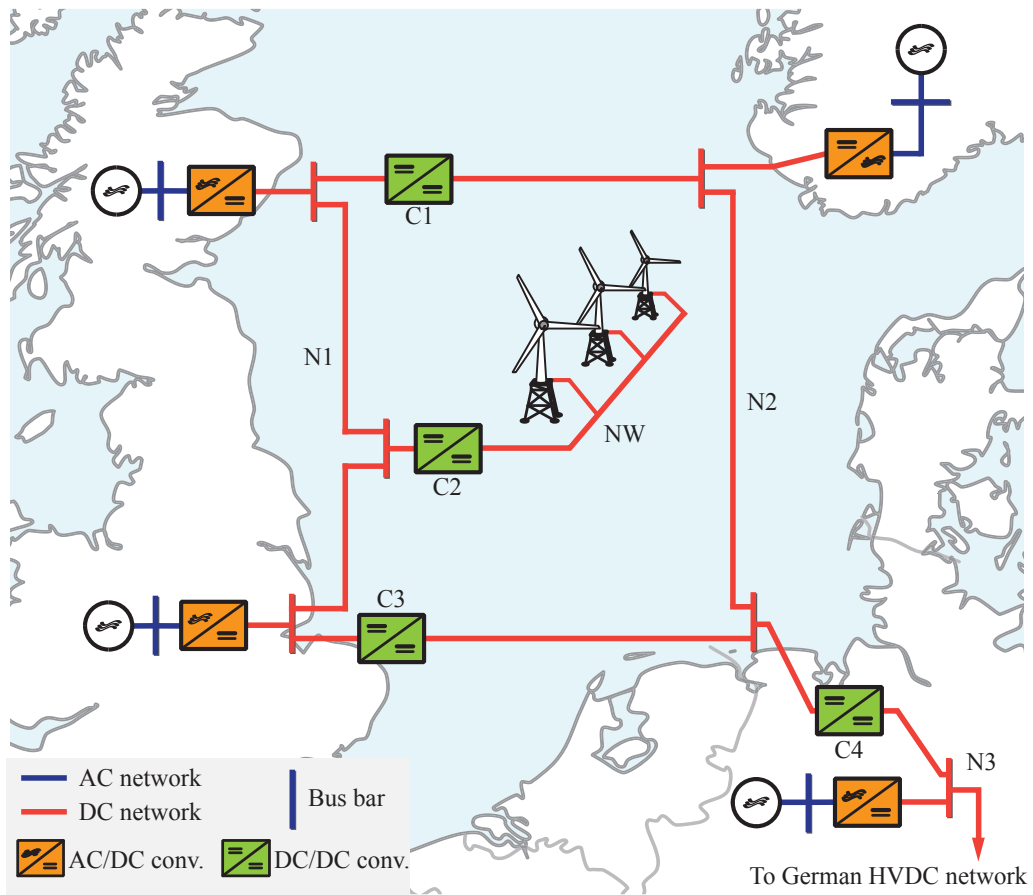 C1
N1
N2
NW
C2
C3
C4
N3
AC network
DC network
Bus bar
AC/DC conv.
DC/DC conv.
To German HVDC network